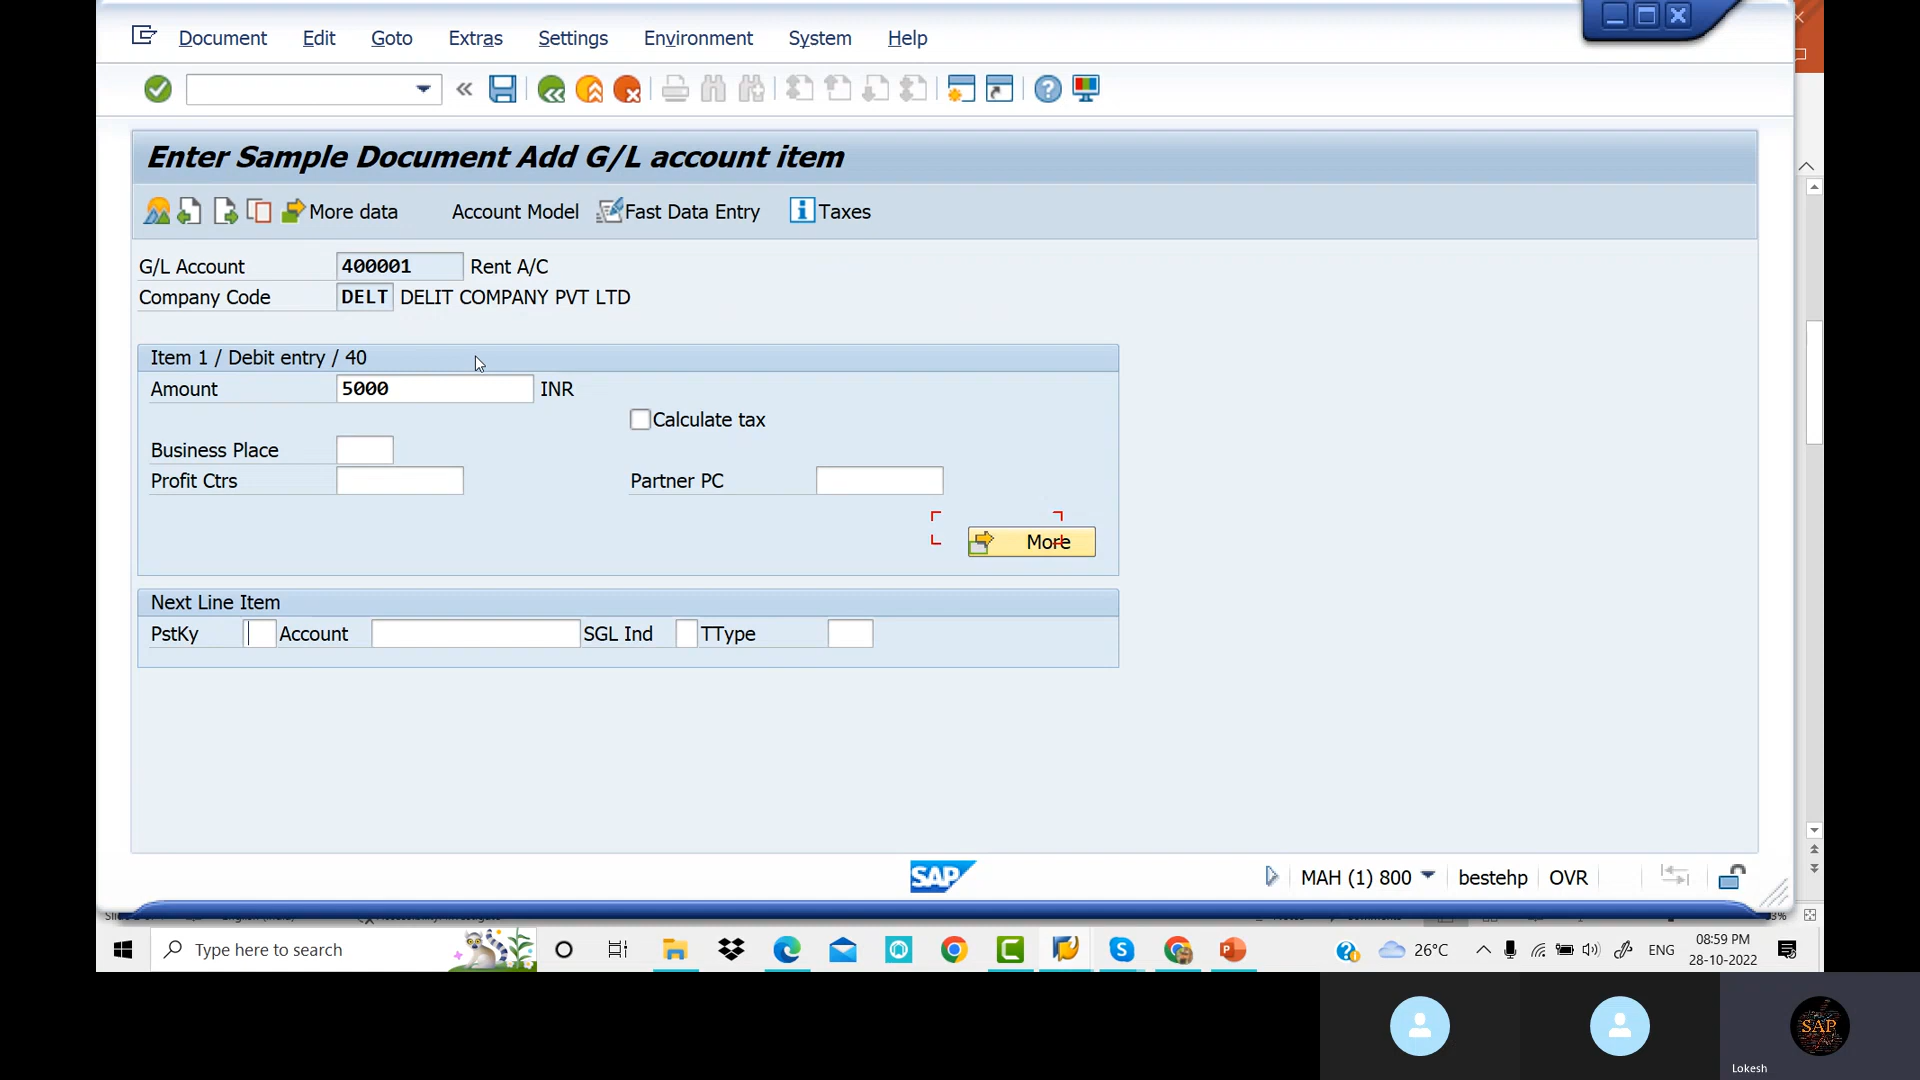 Document Edit Goto Extras Settings Environment System Help
Enter Sample Document Add G/L account item
More data Account Model Fast Data Entry Taxes
G/L Account 400001 Rent A/C
Company Code DELT DELIT COMPANY PVT LTD
Item 1 / Debit entry / 40
Amount 5000 INR
Calculate tax
Business Place
Profit Ctrs Partner PC
More
Next Line Item
PstKy Account SGL Ind TType
SAP MAH (1) 800 bestehp OVR
Type here to search 26°C ENG 08:59 PM
28-10-2022
SAP
Lokesh